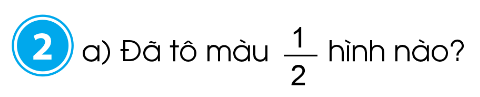 2 a) Đã tô màu 1/2 hình nào?